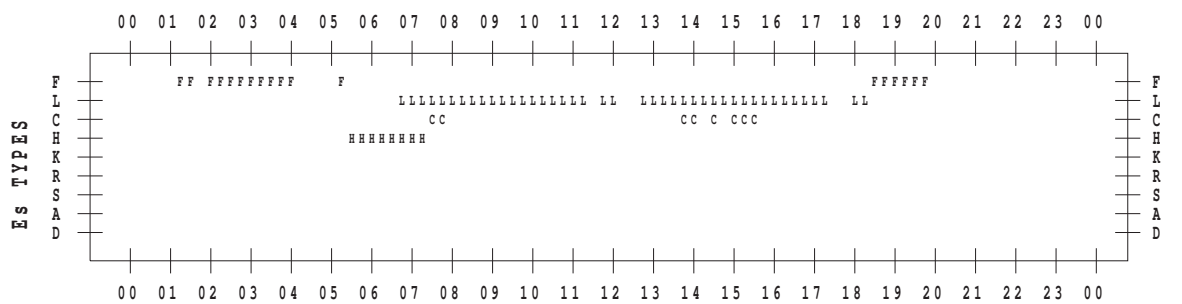 00 01 02 03 04 05 06 07 08 09 10 11 12 13 14 15 16 17 18 19 20 21 22 23 00
F FF FFFFFFFFF F FFFFFF F
L LLLLLLLLLLLLLLLLLLL LL LLLLLLLLLLLLLLLLLLL LL L
C CC CC C CCC C
H HHHHHHHH H
K K
R R
S S
A A
D D
Es TYPES
00 01 02 03 04 05 06 07 08 09 10 11 12 13 14 15 16 17 18 19 20 21 22 23 00